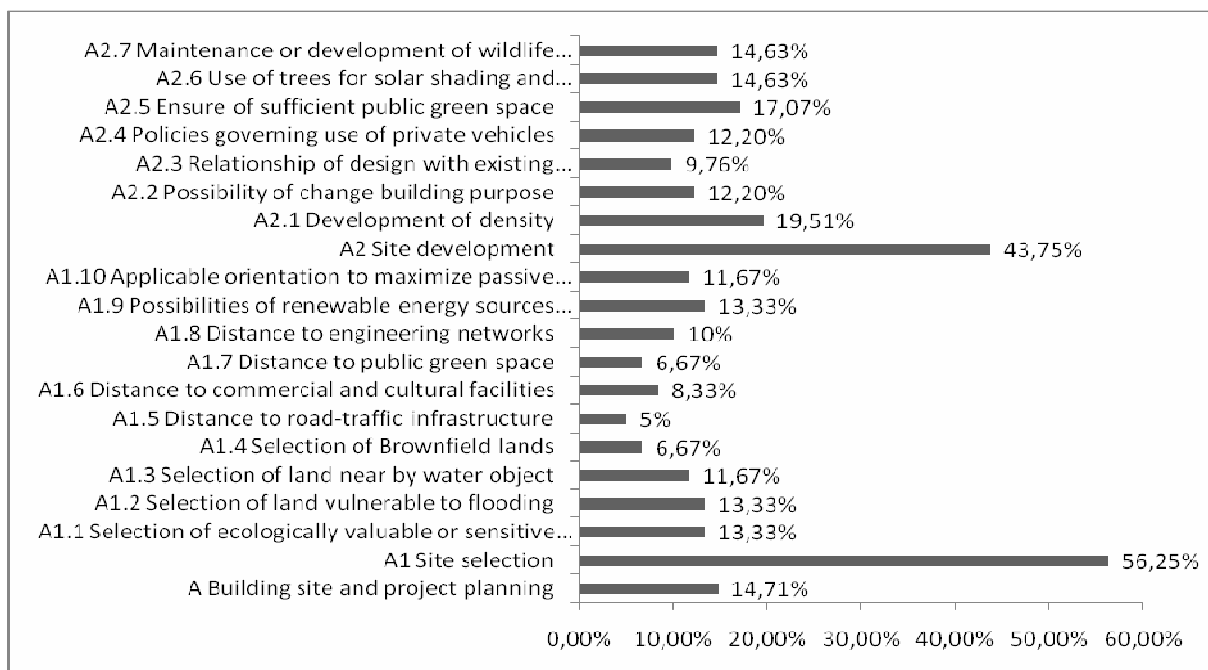 A2.7 Maintenance or development of wildlife... 14,63%
A2.6 Use of trees for solar shading and... 14,63%
A2.5 Ensure of sufficient public green space 17,07%
A2.4 Policies governing use of private vehicles 12,20%
A2.3 Relationship of design with existing... 9,76%
A2.2 Possibility of change building purpose 12,20%
A2.1 Development of density 19,51%
A2 Site development 43,75%
A1.10 Applicable orientation to maximize passive... 11,67%
A1.9 Possibilities of renewable energy sources... 13,33%
A1.8 Distance to engineering networks 10%
A1.7 Distance to public green space 6,67%
A1.6 Distance to commercial and cultural facilities 8,33%
A1.5 Distance to road-traffic infrastructure 5%
A1.4 Selection of Brownfield lands 6,67%
A1.3 Selection of land near by water object 11,67%
A1.2 Selection of land vulnerable to flooding 13,33%
A1.1 Selection of ecologically valuable or sensitive... 13,33%
A1 Site selection 56,25%
A Building site and project planning 14,71%
0,00% 10,00% 20,00% 30,00% 40,00% 50,00% 60,00%